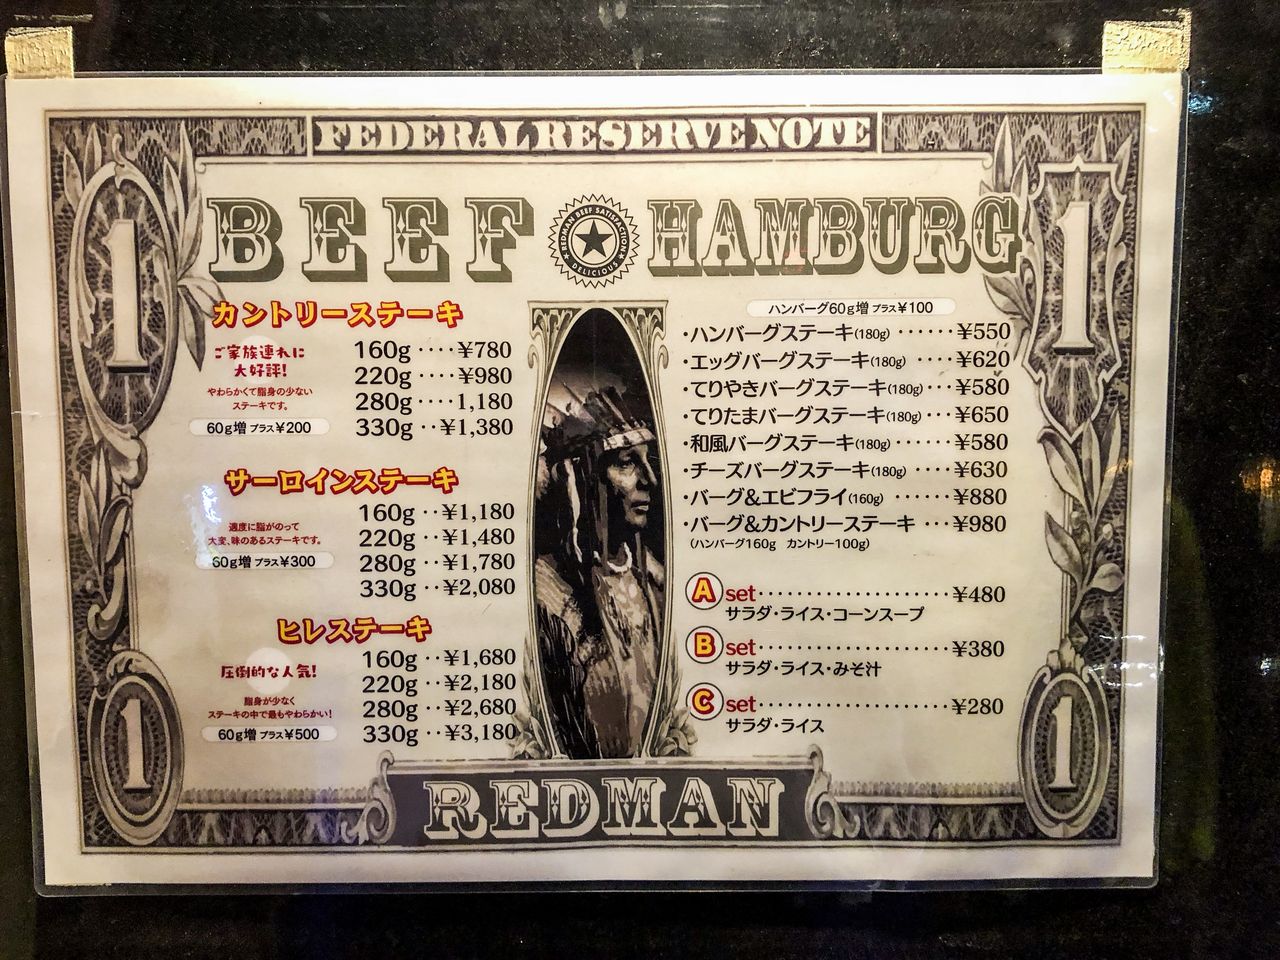 FEDERAL RESERVE NOTE
1
1
BEEF
REDMAN BEEF SATISFACTION
DELICIOUS
HAMBURG
カントリーステーキ
ご家族連れに
大好評!
やわらかくて脂身の少ない
ステーキです。
60g増 プラス¥200
160g ‥‥ ¥780
220g ‥‥ ¥980
280g ‥‥ 1,180
330g ‥ ¥1,380
サーロインステーキ
適度に脂がのって
大変、味のあるステーキです。
60g増 プラス¥300
160g ‥ ¥1,180
220g ‥ ¥1,480
280g ‥ ¥1,780
330g ‥ ¥2,080
ヒレステーキ
圧倒的な人気!
脂身が少なく
ステーキの中で最もやわらかい!
60g増 プラス¥500
160g ‥ ¥1,680
220g ‥ ¥2,180
280g ‥ ¥2,680
330g ‥ ¥3,180
ハンバーグ60g増 プラス¥100
・ハンバーグステーキ(180g) ‥‥‥ ¥550
・エッグバーグステーキ(180g) ‥‥ ¥620
・てりやきバーグステーキ(180g) ‥・ ¥580
・てりたまバーグステーキ(180g) ‥・ ¥650
・和風バーグステーキ(180g) ‥‥‥ ¥580
・チーズバーグステーキ(180g) ‥‥ ¥630
・バーグ&エビフライ(160g) ‥‥‥ ¥880
・バーグ&カントリーステーキ ‥・ ¥980
(ハンバーグ160g カントリー100g)
A set‥‥‥‥‥‥‥‥‥ ¥480
サラダ・ライス・コーンスープ
B set‥‥‥‥‥‥‥‥‥ ¥380
サラダ・ライス・みそ汁
C set‥‥‥‥‥‥‥‥‥ ¥280
サラダ・ライス
1
1
REDMAN